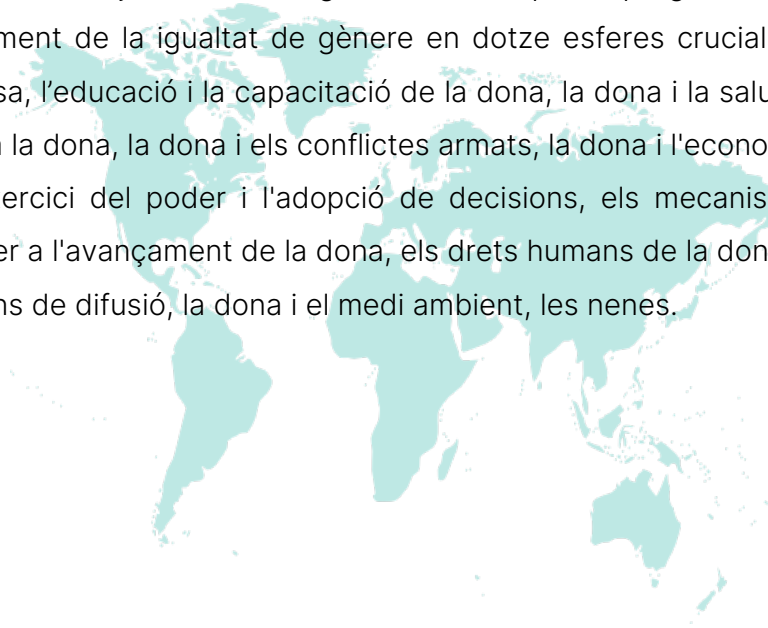 ment de la igualtat de gènere en dotze esferes crucial
sa, l’educació i la capacitació de la dona, la dona i la salu
la dona, la dona i els conflictes armats, la dona i l'econo
ercici del poder i l'adopció de decisions, els mecanis
er a l'avançament de la dona, els drets humans de la don
ns de difusió, la dona i el medi ambient, les nenes.